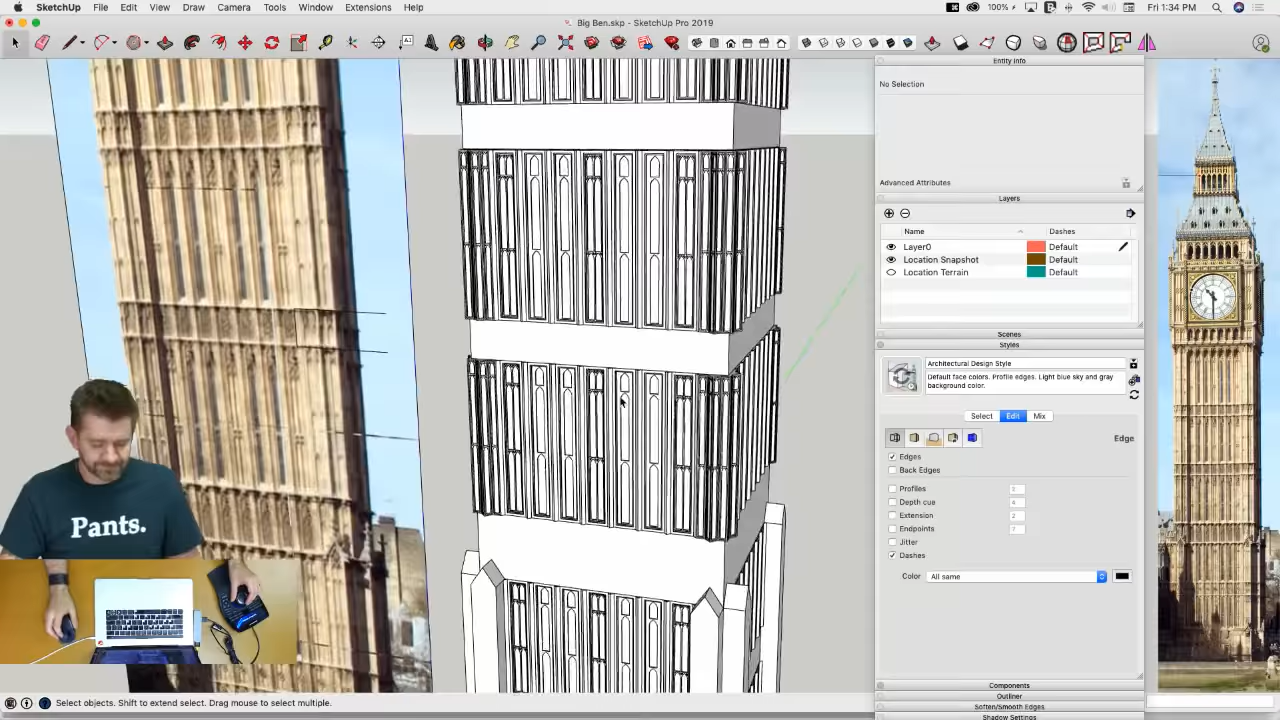 SketchUp File Edit View Draw Camera Tools Window Extensions Help
100% Fri 1:34 PM
Big Ben.skp - SketchUp Pro 2019
Entity Info
No Selection
Advanced Attributes
Layers
Name Dashes
Layer0 Default
Location Snapshot Default
Location Terrain Default
Scenes
Styles
Architectural Design Style
Default face colors. Profile edges. Light blue sky and gray
background color.
Select Edit Mix
Edge
Edges
Back Edges
Profiles
Depth cue
Extension
Endpoints
Jitter
Dashes
Color All same
Pants.
Components
Outliner
Soften/Smooth Edges
Shadow Settings
Select objects. Shift to extend select. Drag mouse to select multiple.